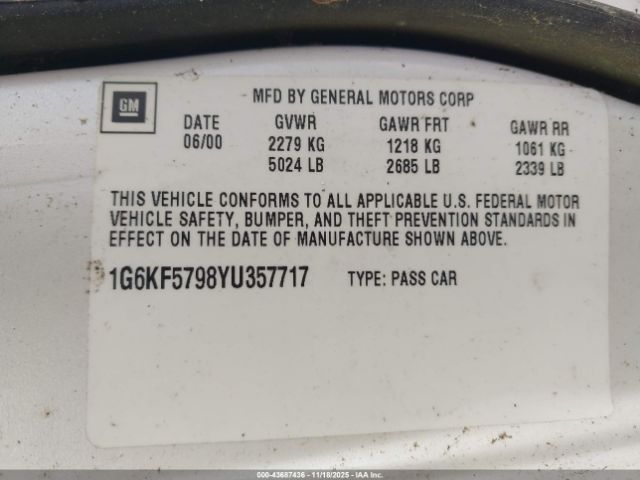 GM
MFD BY GENERAL MOTORS CORP
DATE GVWR GAWR FRT GAWR RR
06/00 2279 KG 1218 KG 1061 KG
5024 LB 2685 LB 2339 LB
THIS VEHICLE CONFORMS TO ALL APPLICABLE U.S. FEDERAL MOTOR
VEHICLE SAFETY, BUMPER, AND THEFT PREVENTION STANDARDS IN
EFFECT ON THE DATE OF MANUFACTURE SHOWN ABOVE.
1G6KF5798YU357717 TYPE: PASS CAR
000-43687436 - 11/18/2025 - IAA Inc.